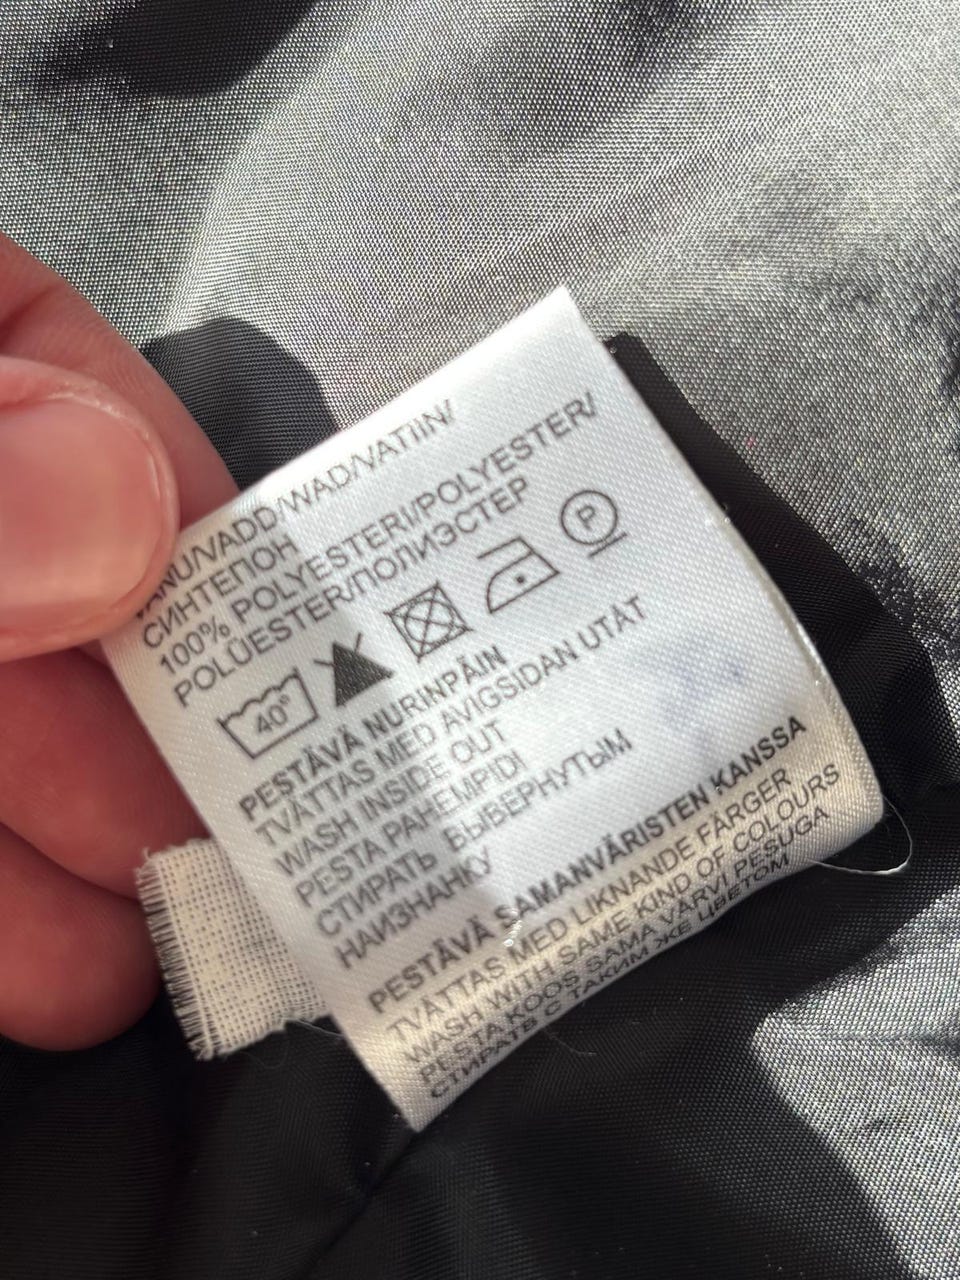 VANU/VADD/WAD/VATIIN/
СИНТЕПОН
100% POLYESTERI/POLYESTER/
POLÜESTER/ПОЛИЭСТЕР
40° P
PESTÄVÄ NURINPÄIN
TVÄTTAS MED AVIGSIDAN UTÅT
WASH INSIDE OUT
PESTA PAHEMPIDI
СТИРАТЬ ВЫВЕРНУТЫМ
НАИЗНАНКУ
PESTÄVÄ SAMANVÄRISTEN KANSSA
TVÄTTAS MED LIKNANDE FÄRGER
WASH WITH SAME KIND OF COLOURS
PESTA KOOS SAMA VÄRVI PESUGA
СТИРАТЬ С ТАКИМ ЖЕ ЦВЕТОМ